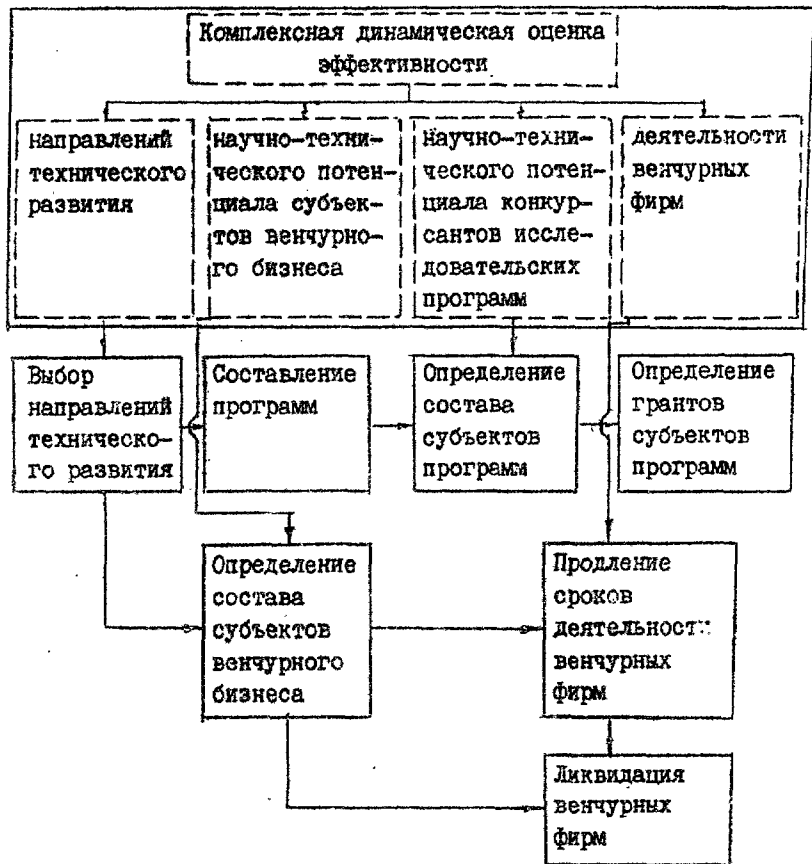 Комплексная динамическая оценка
эффективности
направлений
технического
развития
научно-техни-
ческого потен-
циала субъек-
тов венчурно-
го бизнеса
научно-техни-
ческого потен-
циала конкур-
сантов иссле-
довательских
программ
деятельности
венчурных
фирм
Выбор
направлений
техническо-
го развития
Составление
программ
Определение
состава
субъектов
программ
Определение
грантов
субъектов
программ
Определение
состава
субъектов
венчурного
бизнеса
Продление
сроков
деятельности
венчурных
фирм
Ликвидация
венчурных
фирм